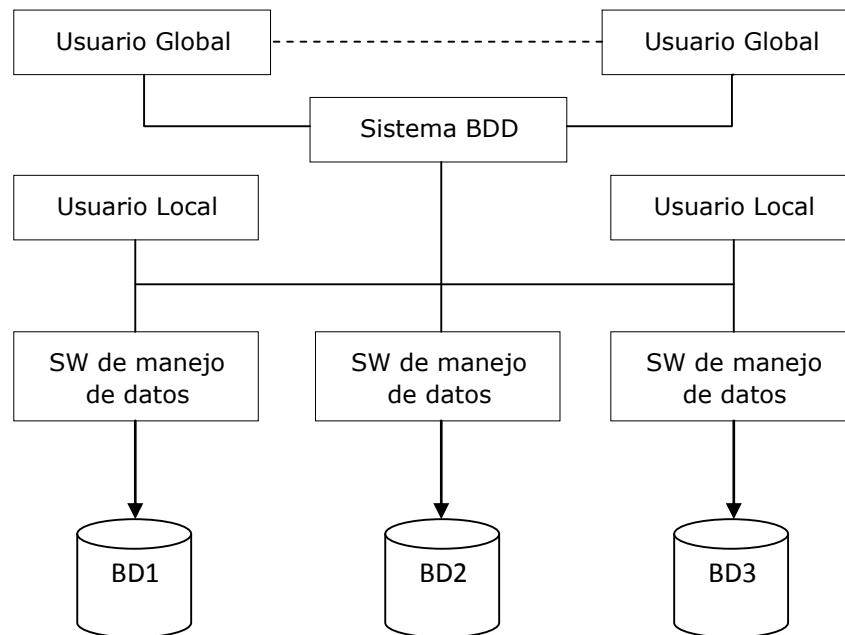 Usuario Global
Usuario Global
Sistema BDD
Usuario Local
Usuario Local
SW de manejo
de datos
SW de manejo
de datos
SW de manejo
de datos
BD1
BD2
BD3